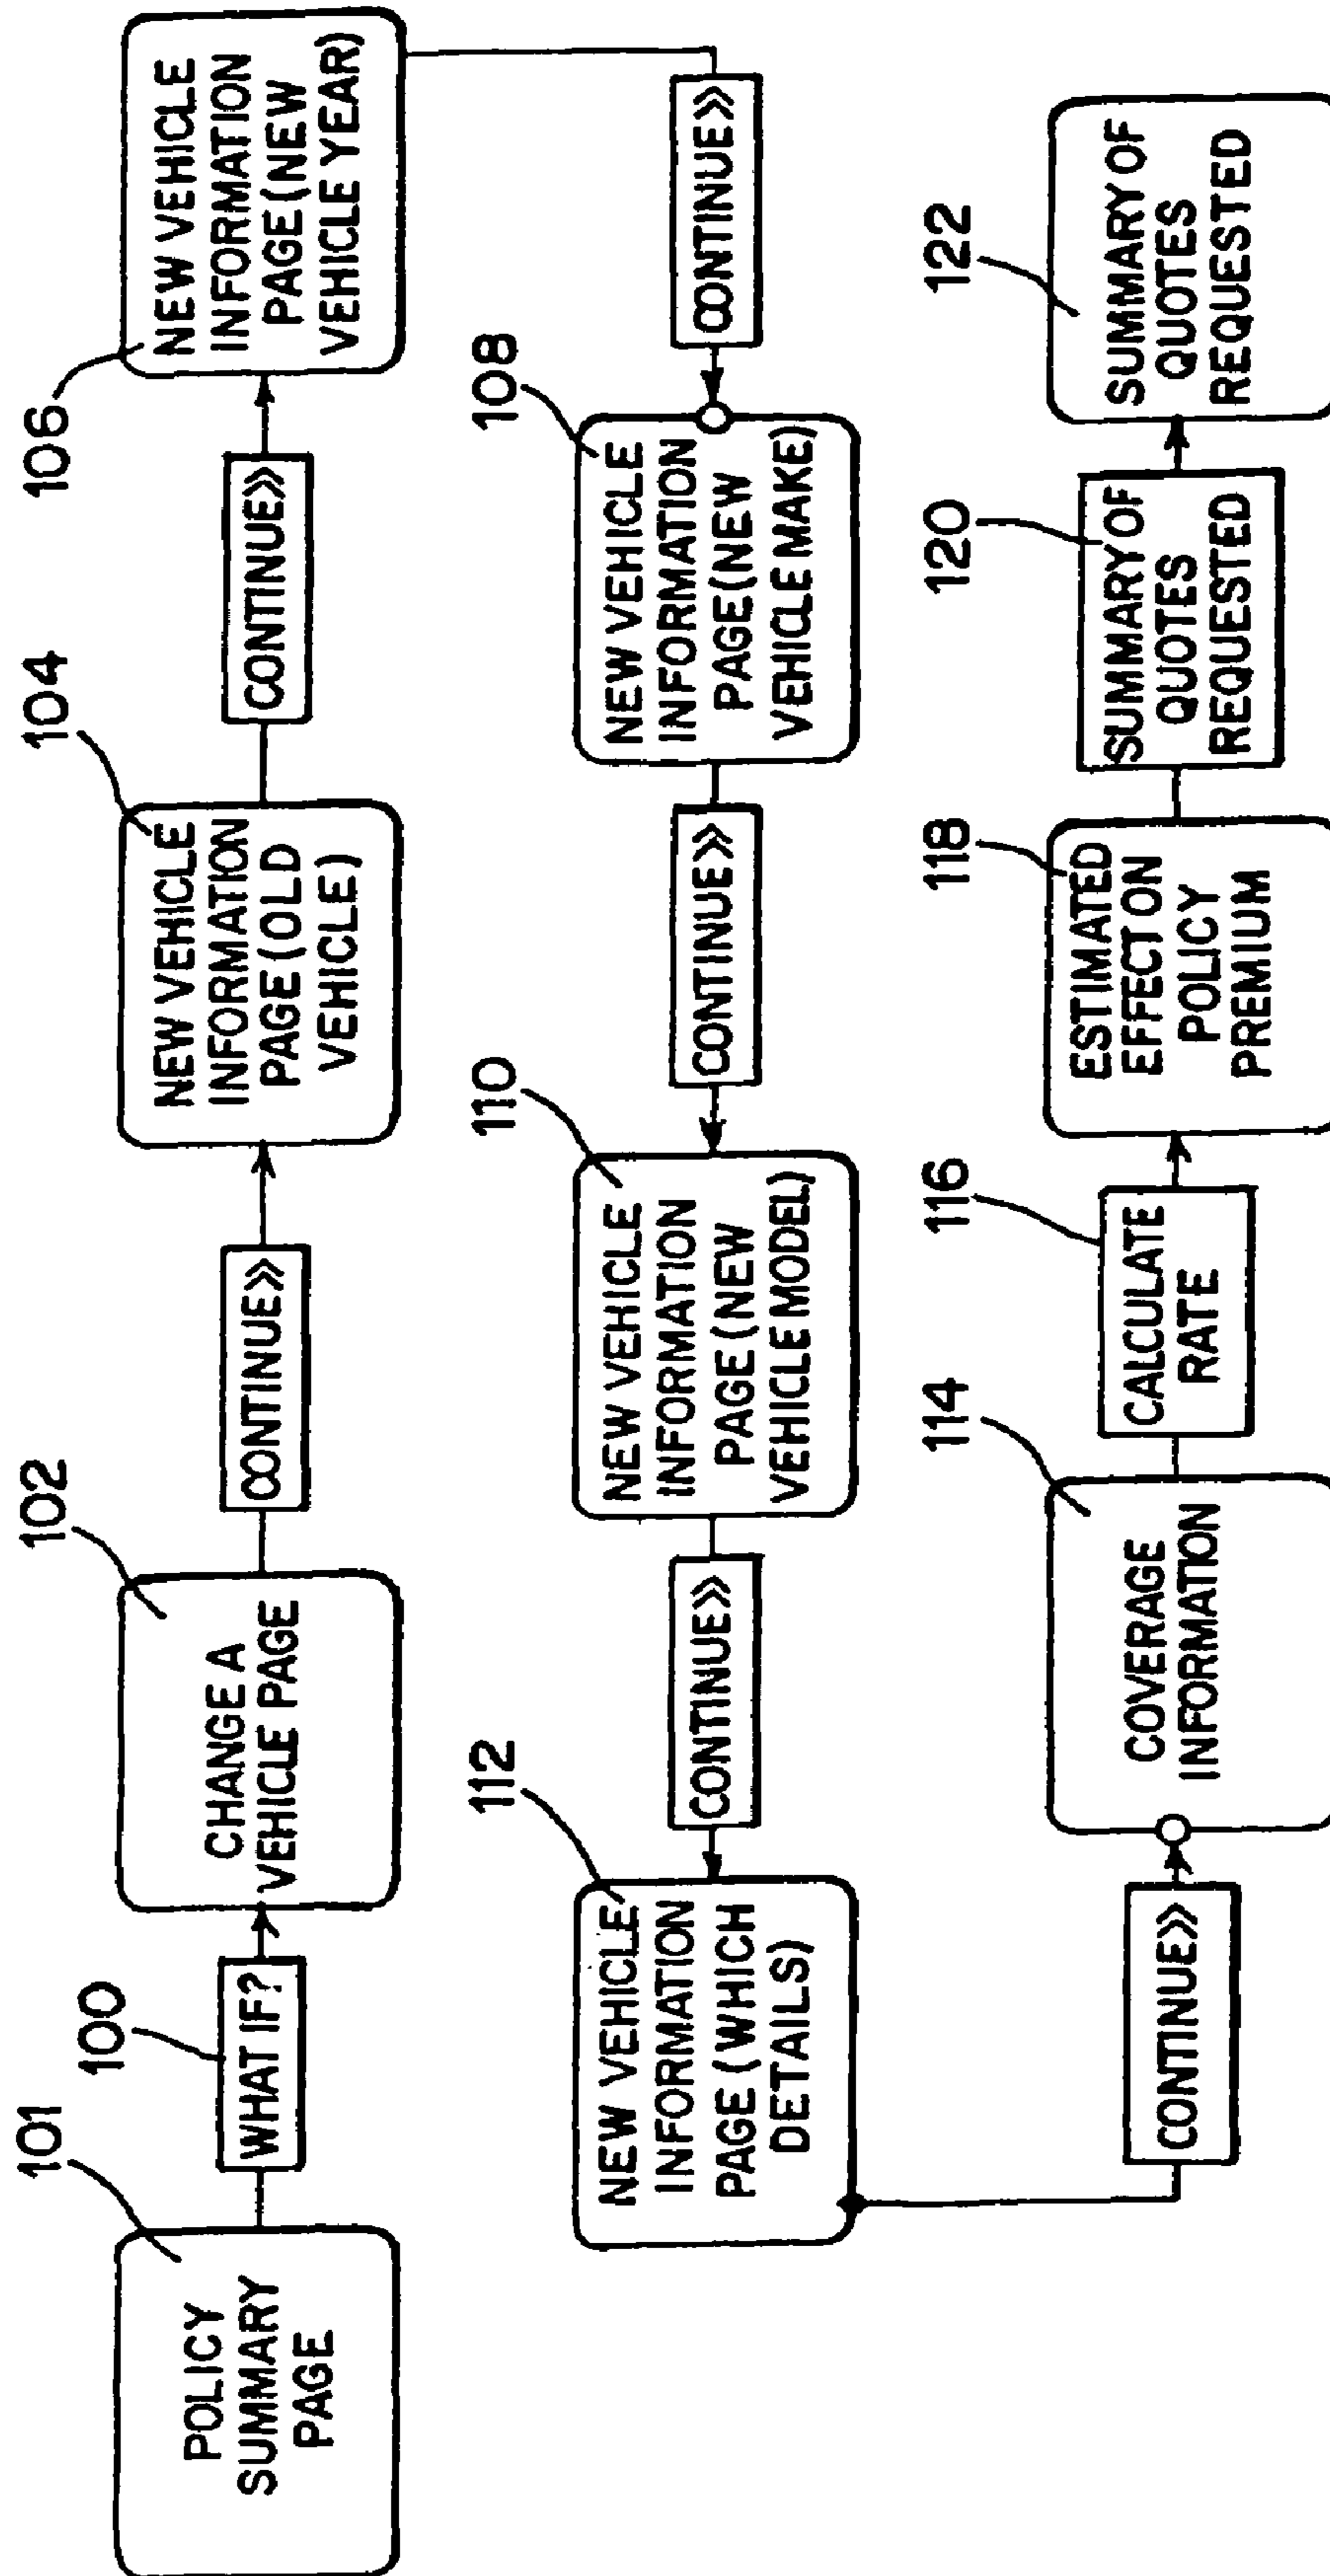 101
POLICY
SUMMARY
PAGE
100
WHAT IF?
102
CHANGE A
VEHICLE PAGE
CONTINUE»
104
NEW VEHICLE
INFORMATION
PAGE (OLD
VEHICLE)
CONTINUE»
106
NEW VEHICLE
INFORMATION
PAGE (NEW
VEHICLE YEAR)
CONTINUE»
108
NEW VEHICLE
INFORMATION
PAGE (NEW
VEHICLE MAKE)
CONTINUE»
110
NEW VEHICLE
INFORMATION
PAGE (NEW
VEHICLE MODEL)
CONTINUE»
112
NEW VEHICLE
INFORMATION
PAGE (WHICH
DETAILS)
CONTINUE»
114
COVERAGE
INFORMATION
116
CALCULATE
RATE
118
ESTIMATED
EFFECT ON
POLICY
PREMIUM
120
SUMMARY OF
QUOTES
REQUESTED
122
SUMMARY OF
QUOTES
REQUESTED